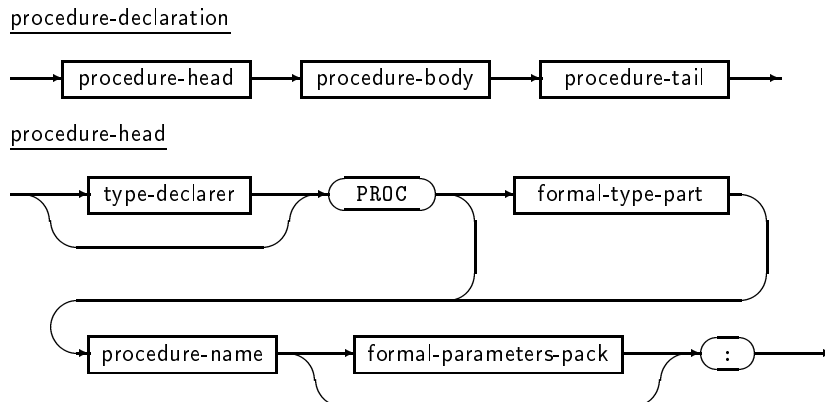 procedure-declaration
procedure-head procedure-body procedure-tail
procedure-head
type-declarer PROC formal-type-part
procedure-name formal-parameters-pack :